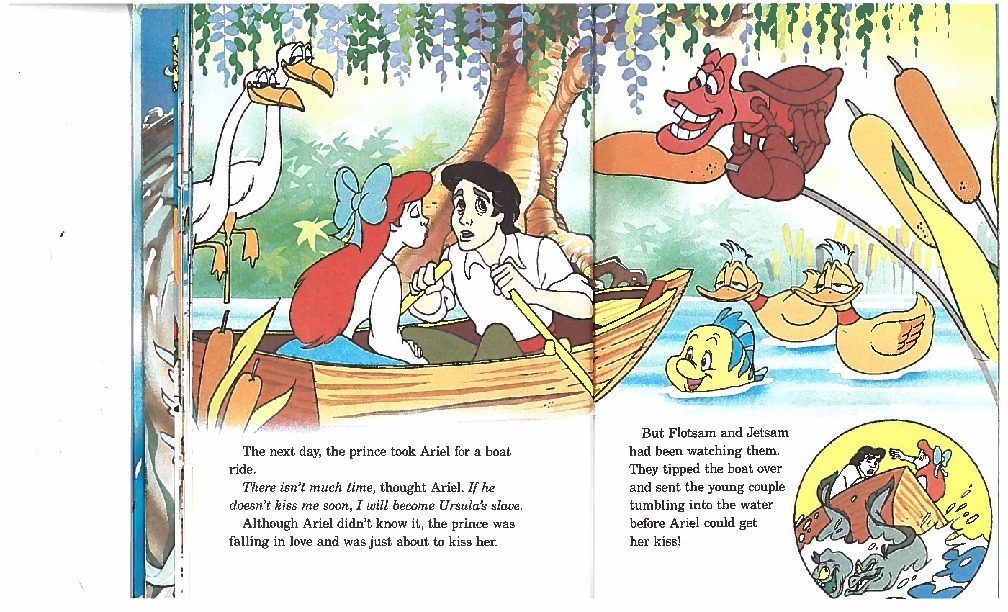 The next day, the prince took Ariel for a boat
ride.
There isn't much time, thought Ariel. If he
doesn't kiss me soon, I will become Ursula's slave.
Although Ariel didn't know it, the prince was
falling in love and was just about to kiss her.
But Flotsam and Jetsam
had been watching them.
They tipped the boat over
and sent the young couple
tumbling into the water
before Ariel could get
her kiss!